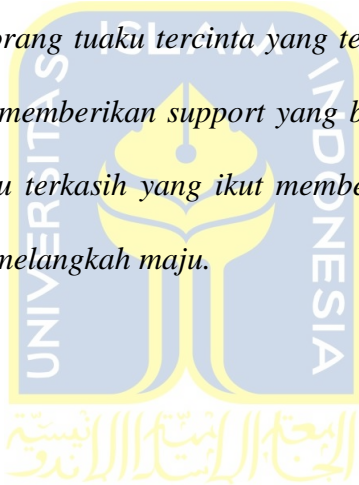 ISLAM
orang tuaku tercinta yang te
memberikan support yang b
u terkasih yang ikut membe
melangkah maju.
UNIVERSITAS
INDONESIA